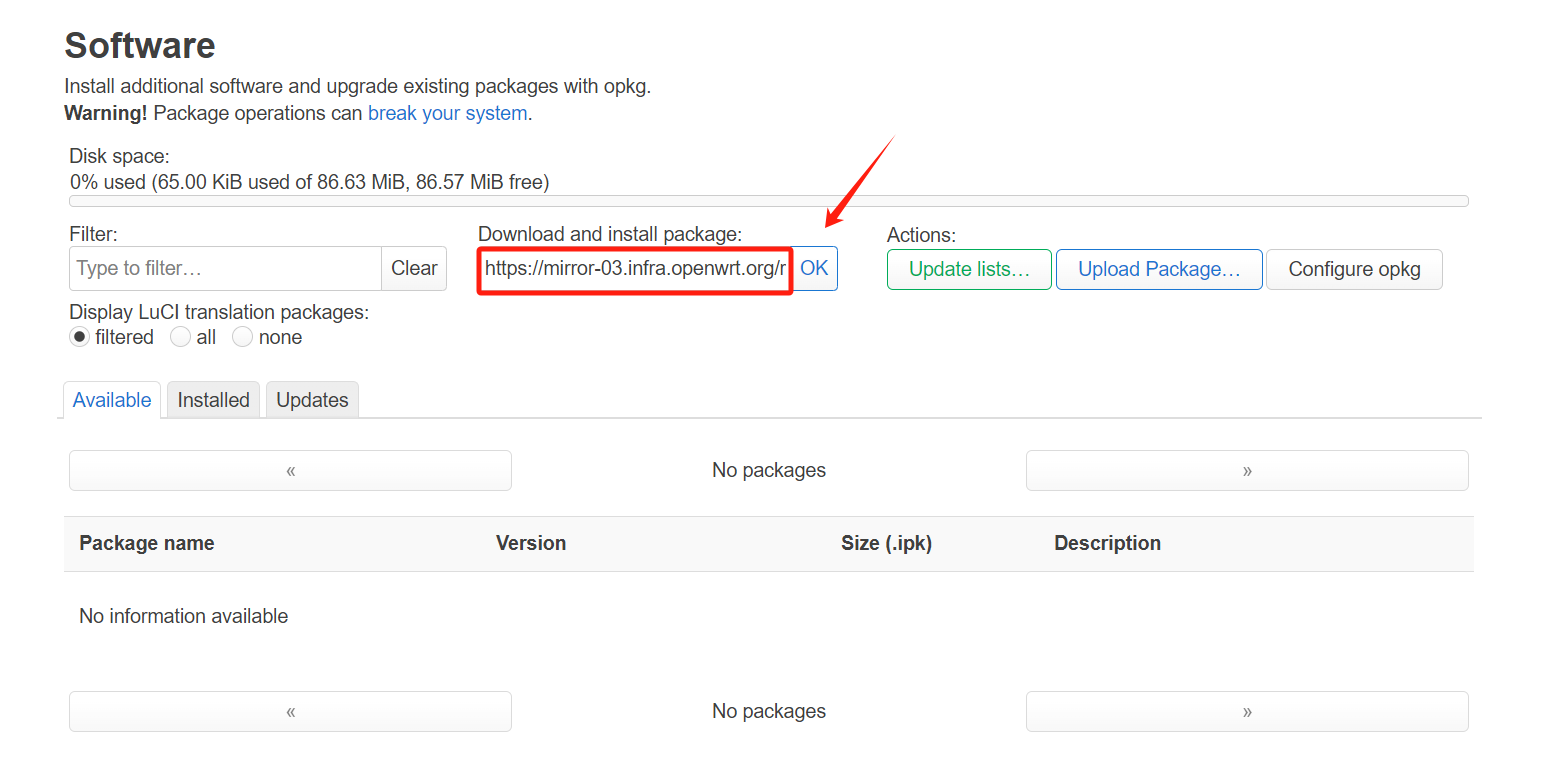 Software
Install additional software and upgrade existing packages with opkg.
Warning! Package operations can break your system.
Disk space:
0% used (65.00 KiB used of 86.63 MiB, 86.57 MiB free)
Filter:
Type to filter…
Clear
Download and install package:
https://mirror-03.infra.openwrt.org/r
OK
Actions:
Update lists…
Upload Package…
Configure opkg
Display LuCI translation packages:
filtered all none
Available Installed Updates
«
No packages
»
Package name Version Size (.ipk) Description
No information available
«
No packages
»